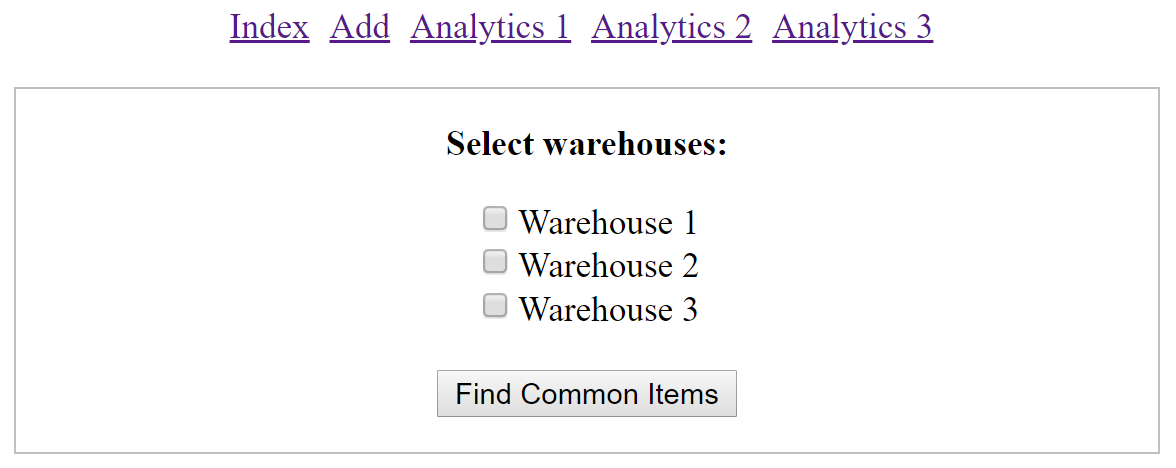 Index Add Analytics 1 Analytics 2 Analytics 3
Select warehouses:
Warehouse 1
Warehouse 2
Warehouse 3
Find Common Items